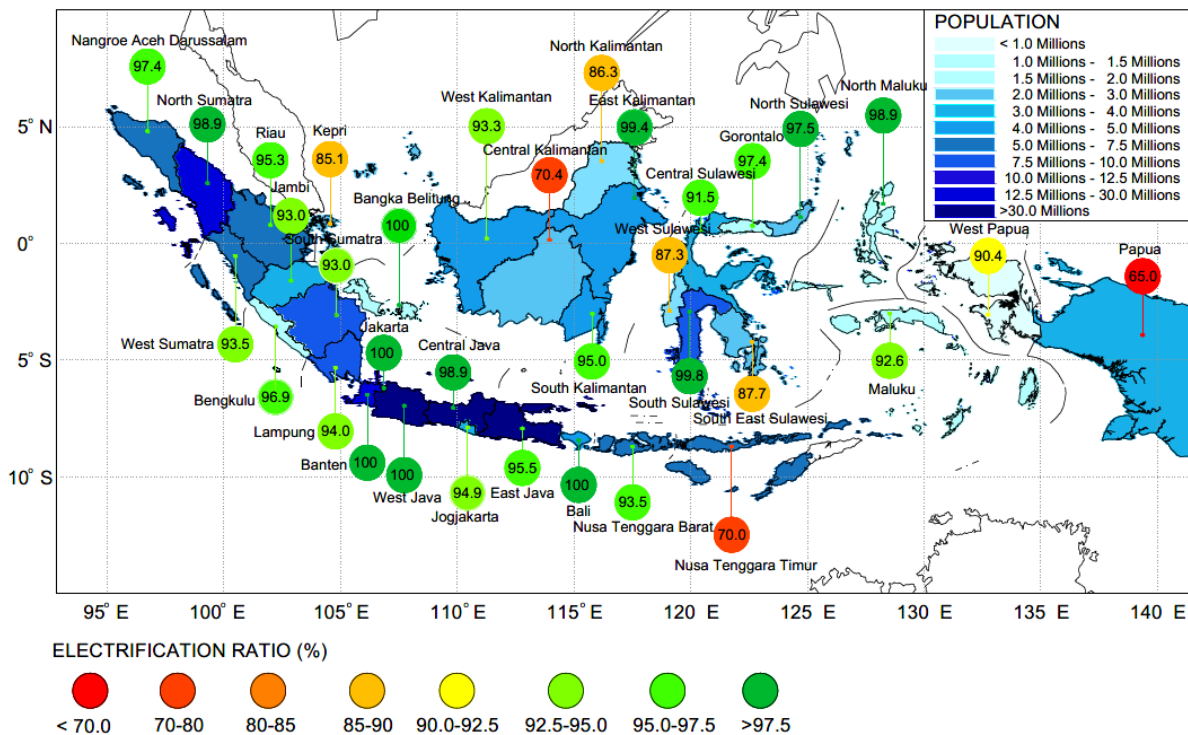 POPULATION
< 1.0 Millions
1.0 Millions - 1.5 Millions
1.5 Millions - 2.0 Millions
2.0 Millions - 3.0 Millions
3.0 Millions - 4.0 Millions
4.0 Millions - 5.0 Millions
5.0 Millions - 7.5 Millions
7.5 Millions - 10.0 Millions
10.0 Millions - 12.5 Millions
12.5 Millions - 30.0 Millions
>30.0 Millions
Nangroe Aceh Darussalam
97.4
North Sumatra
98.9
Riau
95.3
Kepri
85.1
Jambi
93.0
South Sumatra
93.0
Bangka Belitung
100
West Kalimantan
93.3
North Kalimantan
86.3
East Kalimantan
99.4
Central Kalimantan
70.4
North Sulawesi
97.5
Gorontalo
97.4
Central Sulawesi
91.5
West Sulawesi
87.3
North Maluku
98.9
West Papua
90.4
Papua
65.0
West Sumatra
93.5
Bengkulu
96.9
Lampung
94.0
Banten
100
Jakarta
100
West Java
100
Central Java
98.9
Jogjakarta
94.9
East Java
95.5
Bali
100
South Kalimantan
95.0
South Sulawesi
99.8
South East Sulawesi
87.7
Maluku
92.6
Nusa Tenggara Barat
93.5
Nusa Tenggara Timur
70.0
5° N
0°
5° S
10° S
95° E
100° E
105° E
110° E
115° E
120° E
125° E
130° E
135° E
140° E
ELECTRIFICATION RATIO (%)
< 70.0
70-80
80-85
85-90
90.0-92.5
92.5-95.0
95.0-97.5
>97.5